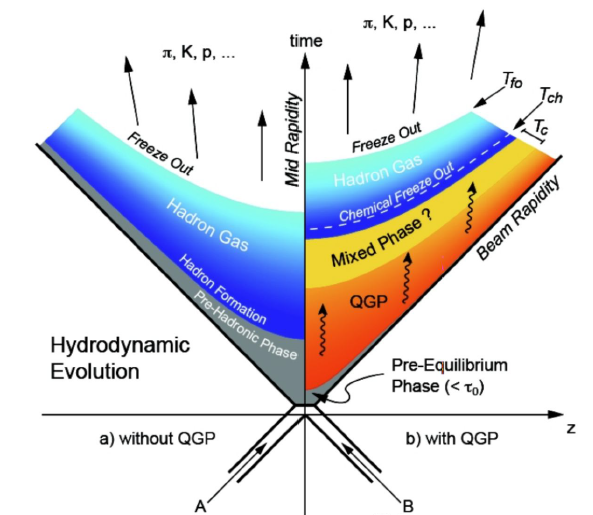 π, K, p, ...
π, K, p, ...
time
T_fo
T_ch
T_c
Mid Rapidity
Freeze Out
Freeze Out
Hadron Gas
Hadron Gas
Chemical Freeze Out
Mixed Phase ?
Beam Rapidity
Hadron Formation
Pre-Hadronic Phase
QGP
Hydrodynamic
Evolution
Pre-Equilibrium
Phase (< τ₀)
a) without QGP
b) with QGP
z
A
B